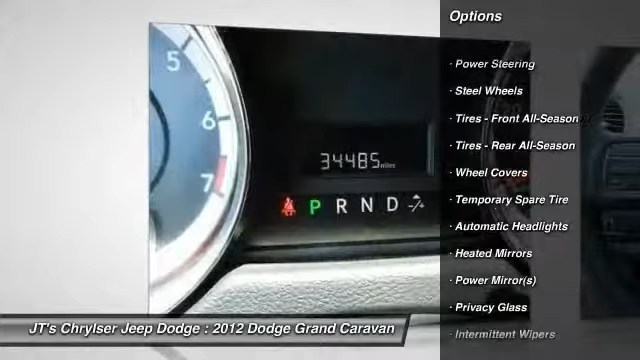 Options
· Power Steering
· Steel Wheels
· Tires - Front All-Season
· Tires - Rear All-Season
· Wheel Covers
· Temporary Spare Tire
· Automatic Headlights
· Heated Mirrors
· Power Mirror(s)
· Privacy Glass
· Intermittent Wipers
5
6
7
34485 miles
P R N D -/+
JT's Chrylser Jeep Dodge : 2012 Dodge Grand Caravan